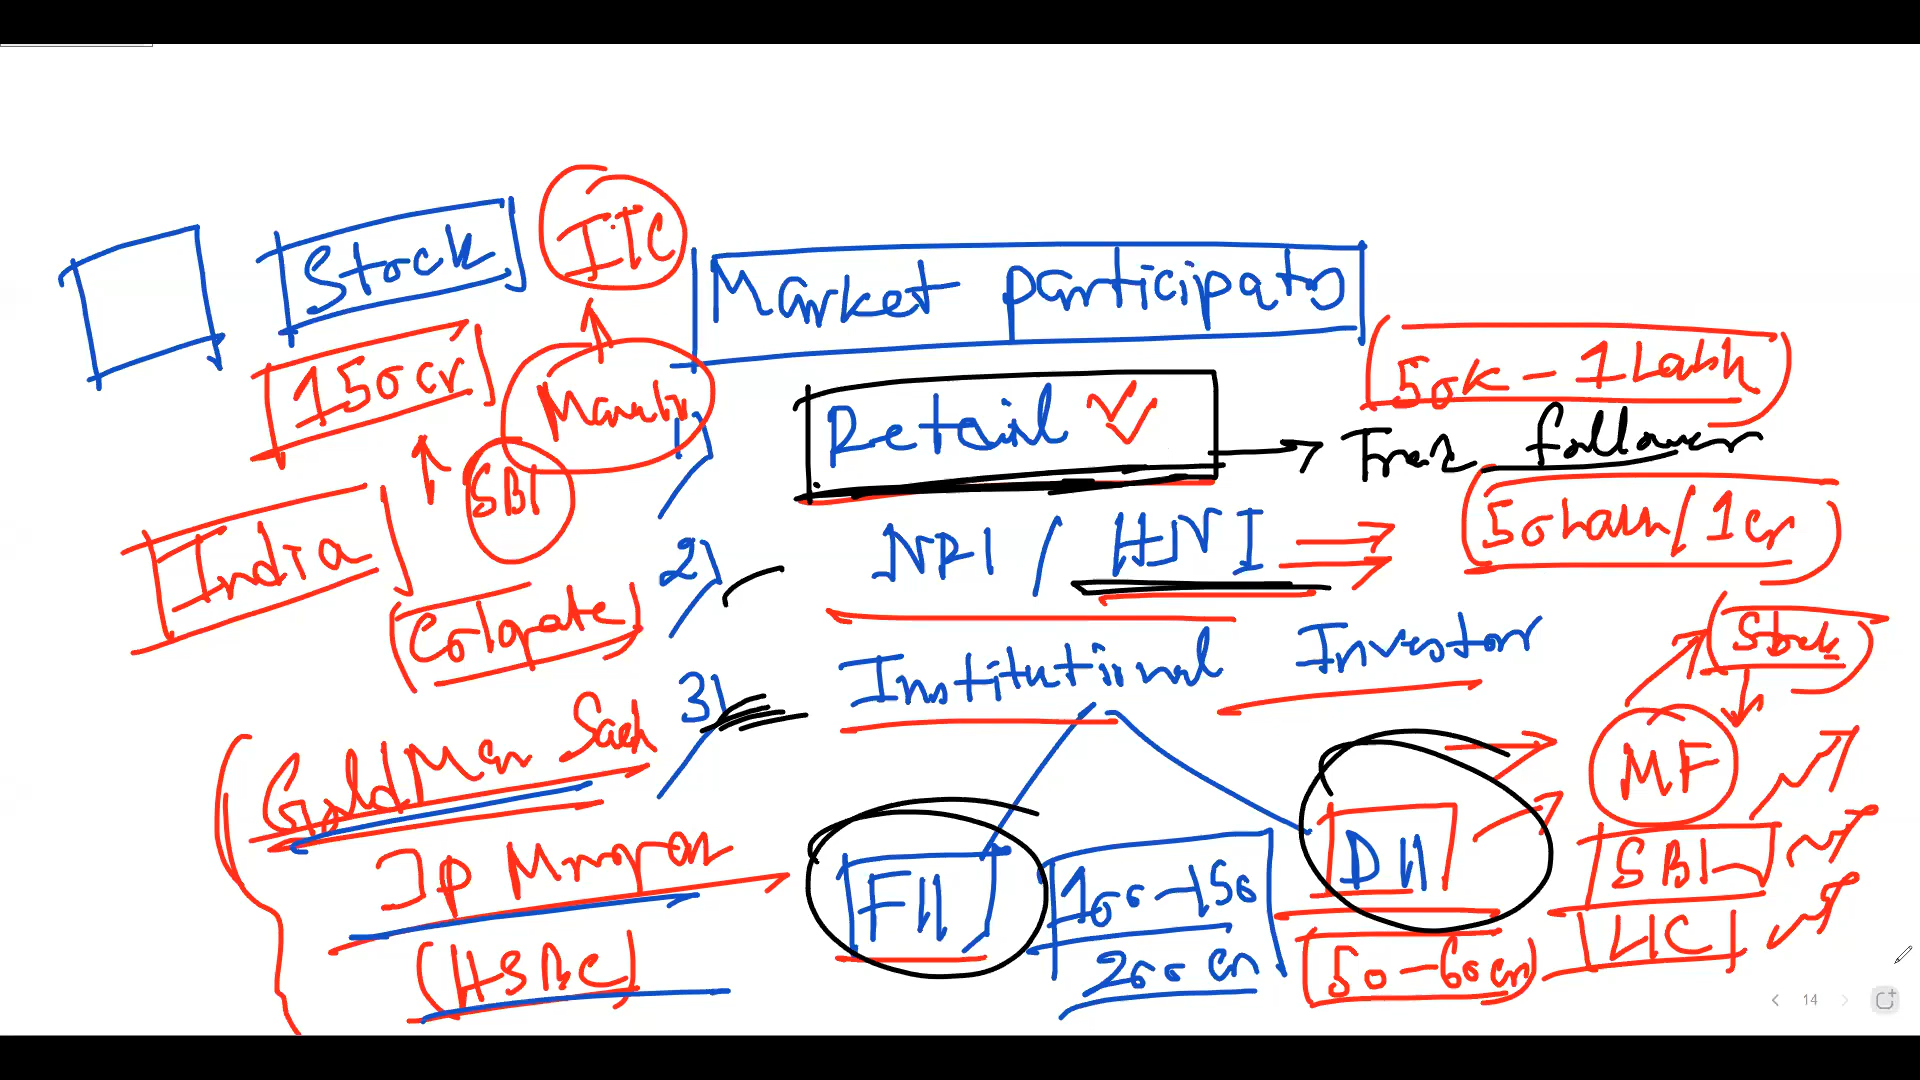 Stock
ITC
Market participats
150 cr
Maruti
1)
Retail
50K - 1 Lakh
follower
SBI
India
2)
NRI / HNI
50 Lakh / 1 cr
Colgate
3)
Institutional Investor
Stock
MF
GoldMan Sach
JP Morgan
FII
100-150
200 cr
DII
SBI
LIC
(HSBC)
50-60 cr
14